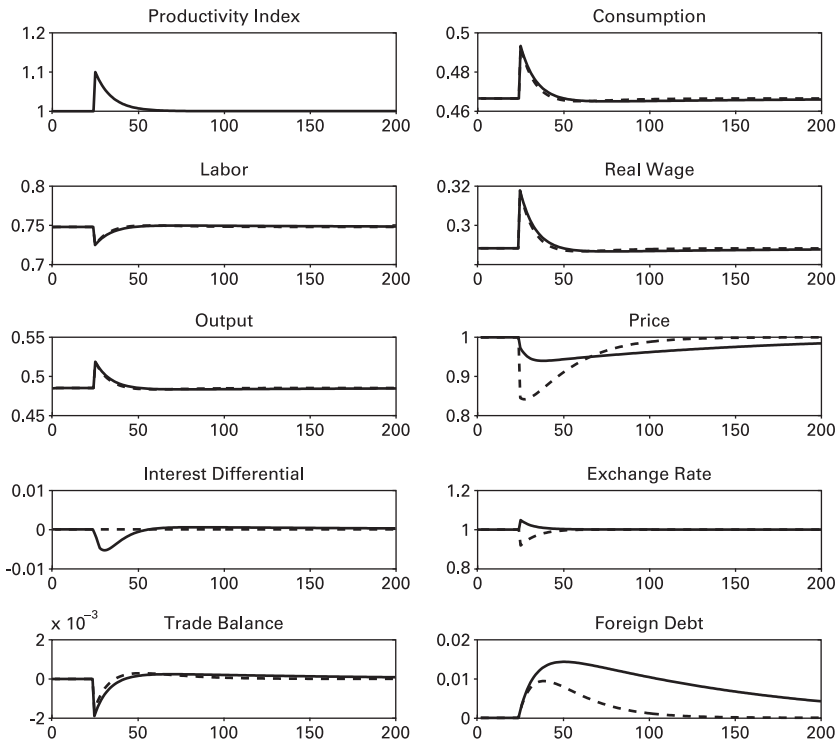 Productivity Index
1.2
1.1
1
0 50 100 150 200
Consumption
0.5
0.48
0.46
0 50 100 150 200
Labor
0.8
0.75
0.7
0 50 100 150 200
Real Wage
0.32
0.3
0 50 100 150 200
Output
0.55
0.5
0.45
0 50 100 150 200
Price
1
0.9
0.8
0 50 100 150 200
Interest Differential
0.01
0
-0.01
0 50 100 150 200
Exchange Rate
1.2
1
0.8
0 50 100 150 200
x 10⁻³ Trade Balance
2
0
-2
0 50 100 150 200
Foreign Debt
0.02
0.01
0
0 50 100 150 200